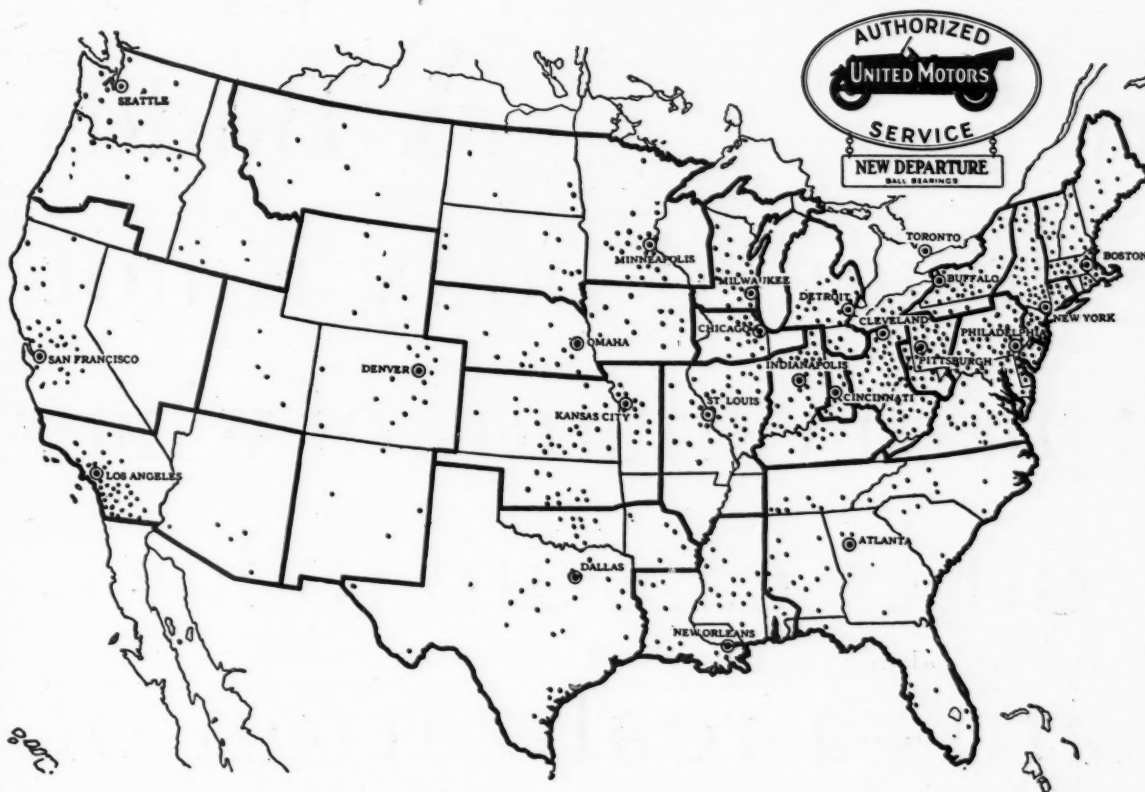 AUTHORIZED
UNITED MOTORS
SERVICE
NEW DEPARTURE
BALL BEARINGS
SEATTLE
MINNEAPOLIS
TORONTO
BOSTON
BUFFALO
MILWAUKEE
DETROIT
NEW YORK
CLEVELAND
CHICAGO
PHILADELPHIA
OMAHA
SAN FRANCISCO
PITTSBURGH
DENVER
INDIANAPOLIS
CINCINNATI
ST. LOUIS
KANSAS CITY
LOS ANGELES
ATLANTA
DALLAS
NEW ORLEANS